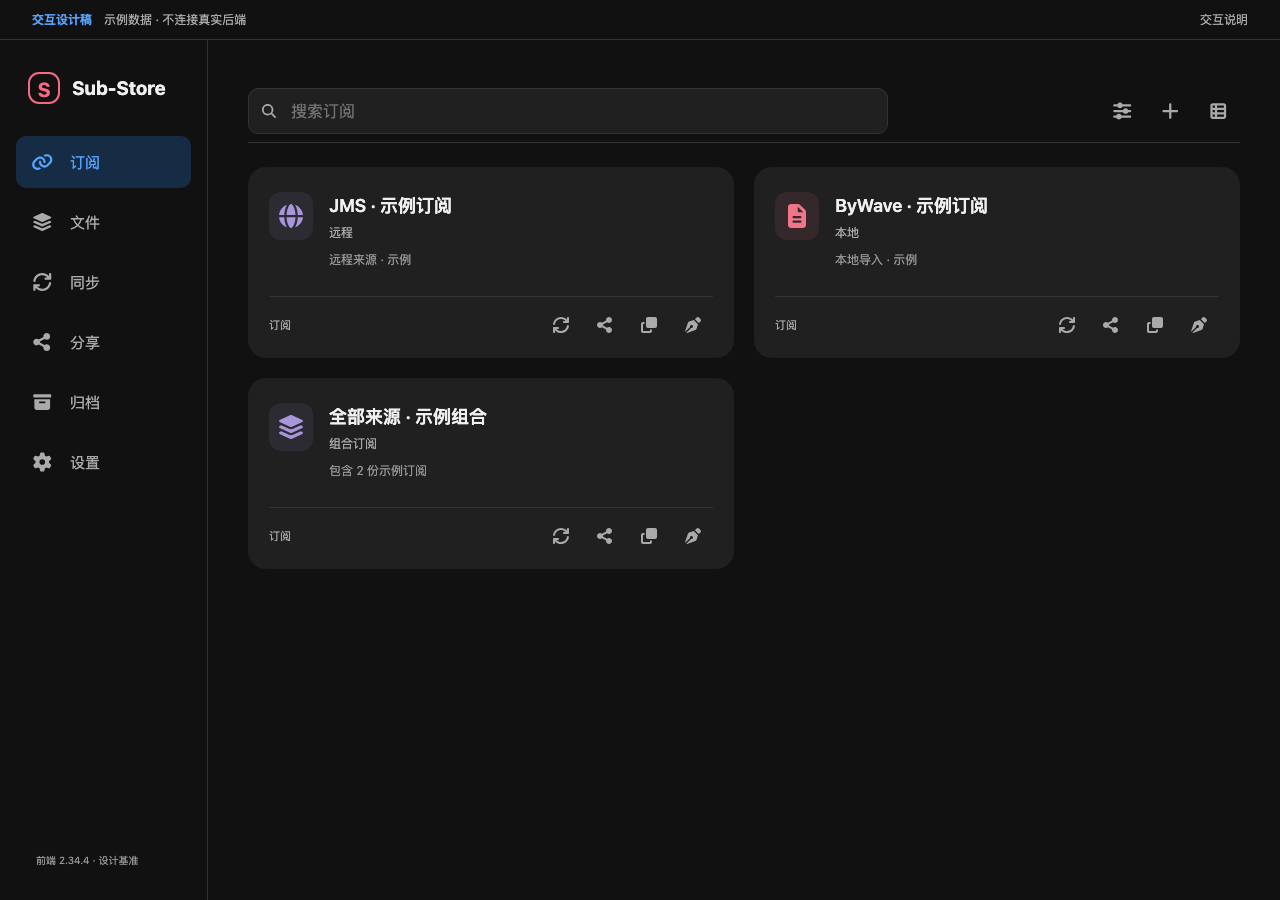 交互设计稿 示例数据 · 不连接真实后端 交互说明
S Sub-Store
订阅
文件
同步
分享
归档
设置
前端 2.34.4 · 设计基准
搜索订阅
JMS · 示例订阅
远程
远程来源 · 示例
订阅
ByWave · 示例订阅
本地
本地导入 · 示例
订阅
全部来源 · 示例组合
组合订阅
包含 2 份示例订阅
订阅